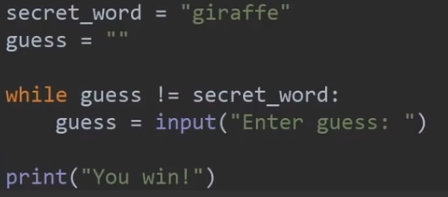 secret_word = "giraffe"
guess = ""
while guess != secret_word:
    guess = input("Enter guess: ")
print("You win!")